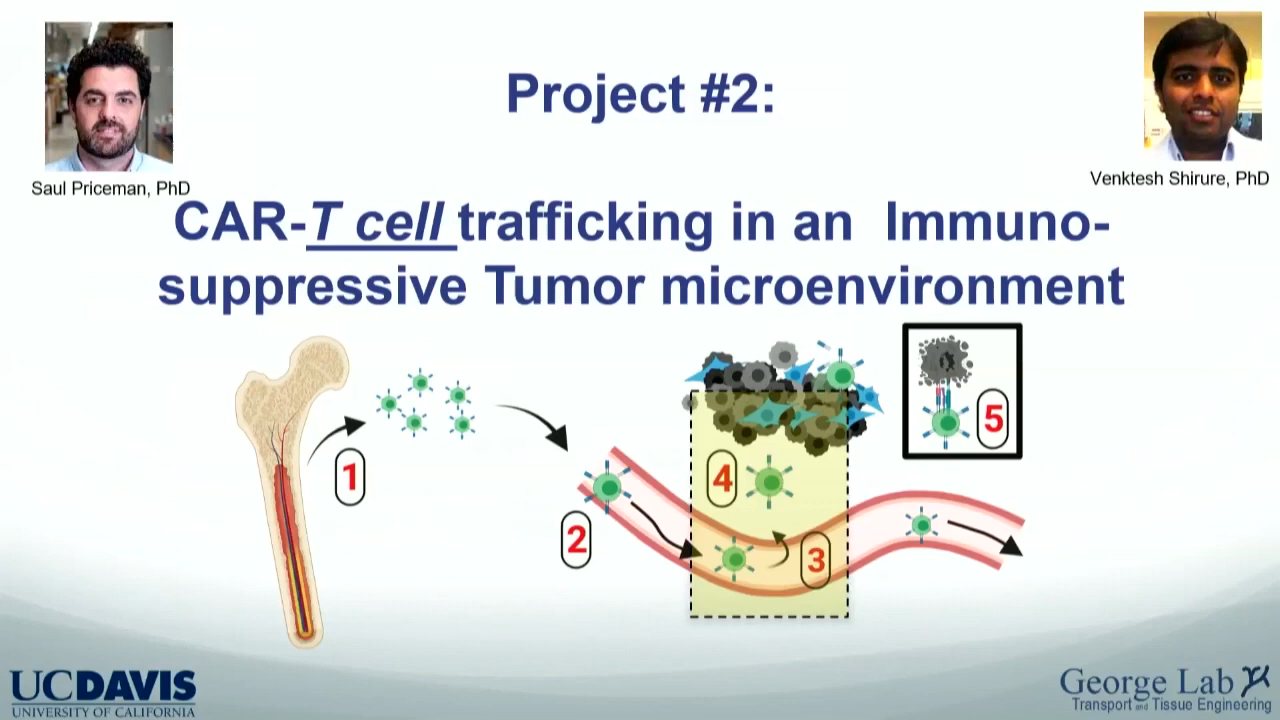 Project #2:
Saul Priceman, PhD
Venktesh Shirure, PhD
CAR-T cell trafficking in an  Immuno-
suppressive Tumor microenvironment
1
2
3
4
5
UCDAVIS
UNIVERSITY OF CALIFORNIA
George Lab
Transport and Tissue Engineering